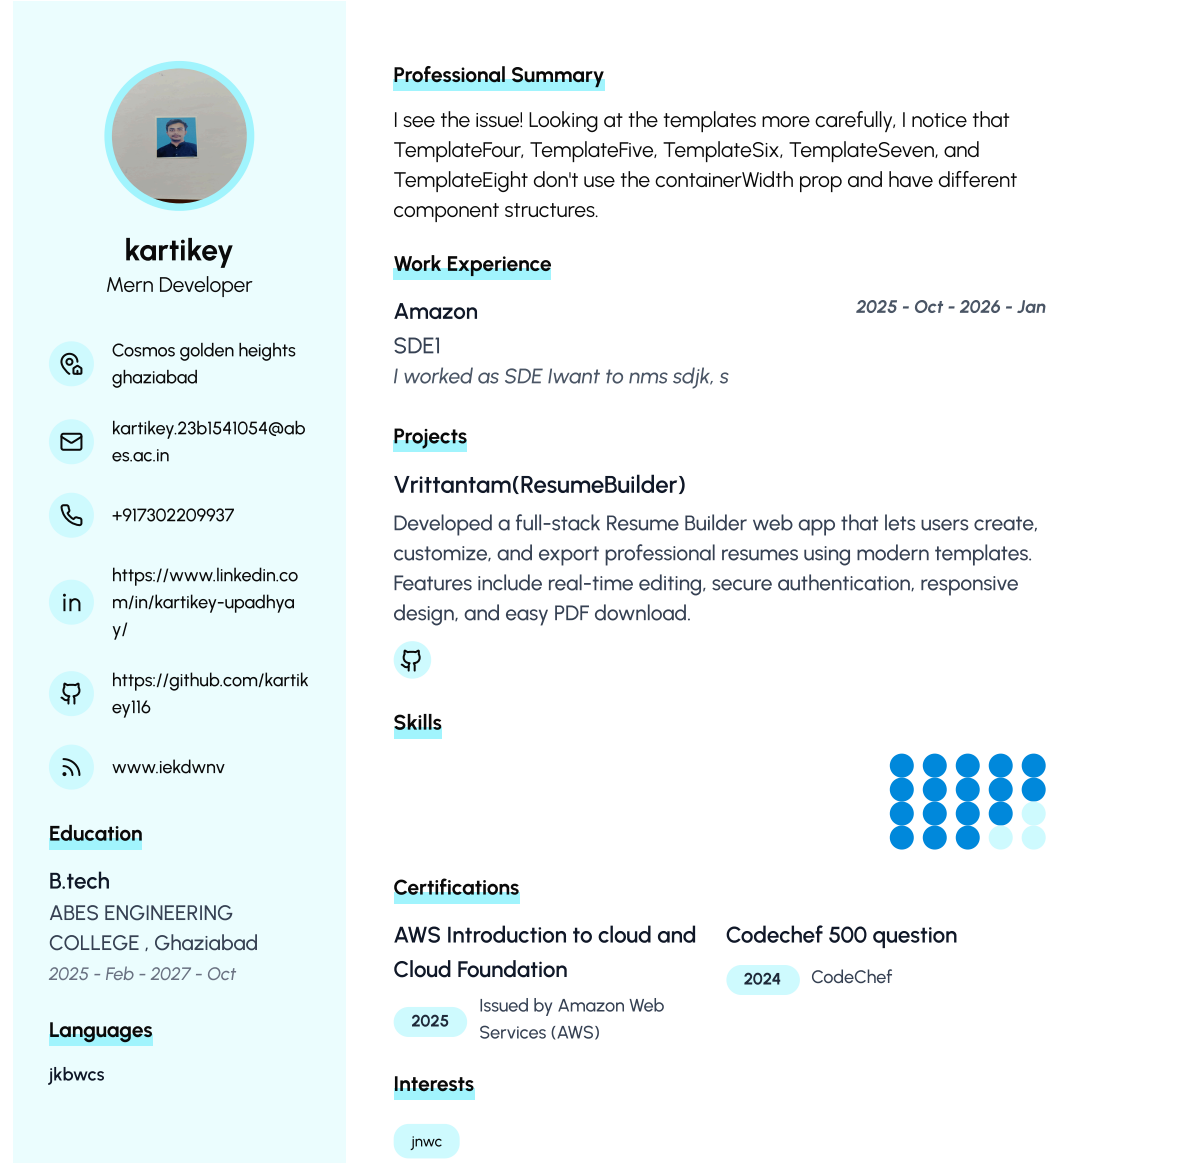 kartikey
Mern Developer
Cosmos golden heights
ghaziabad
kartikey.23b1541054@ab
es.ac.in
+917302209937
https://www.linkedin.co
m/in/kartikey-upadhya
y/
https://github.com/kartik
ey116
www.iekdwnv
Education
B.tech
ABES ENGINEERING
COLLEGE , Ghaziabad
2025 - Feb - 2027 - Oct
Languages
jkbwcs
Professional Summary
I see the issue! Looking at the templates more carefully, I notice that
TemplateFour, TemplateFive, TemplateSix, TemplateSeven, and
TemplateEight don't use the containerWidth prop and have different
component structures.
Work Experience
Amazon
2025 - Oct - 2026 - Jan
SDE1
I worked as SDE Iwant to nms sdjk, s
Projects
Vrittantam(ResumeBuilder)
Developed a full-stack Resume Builder web app that lets users create,
customize, and export professional resumes using modern templates.
Features include real-time editing, secure authentication, responsive
design, and easy PDF download.
Skills
Certifications
AWS Introduction to cloud and
Cloud Foundation
2025
Issued by Amazon Web
Services (AWS)
Codechef 500 question
2024
CodeChef
Interests
jnwc